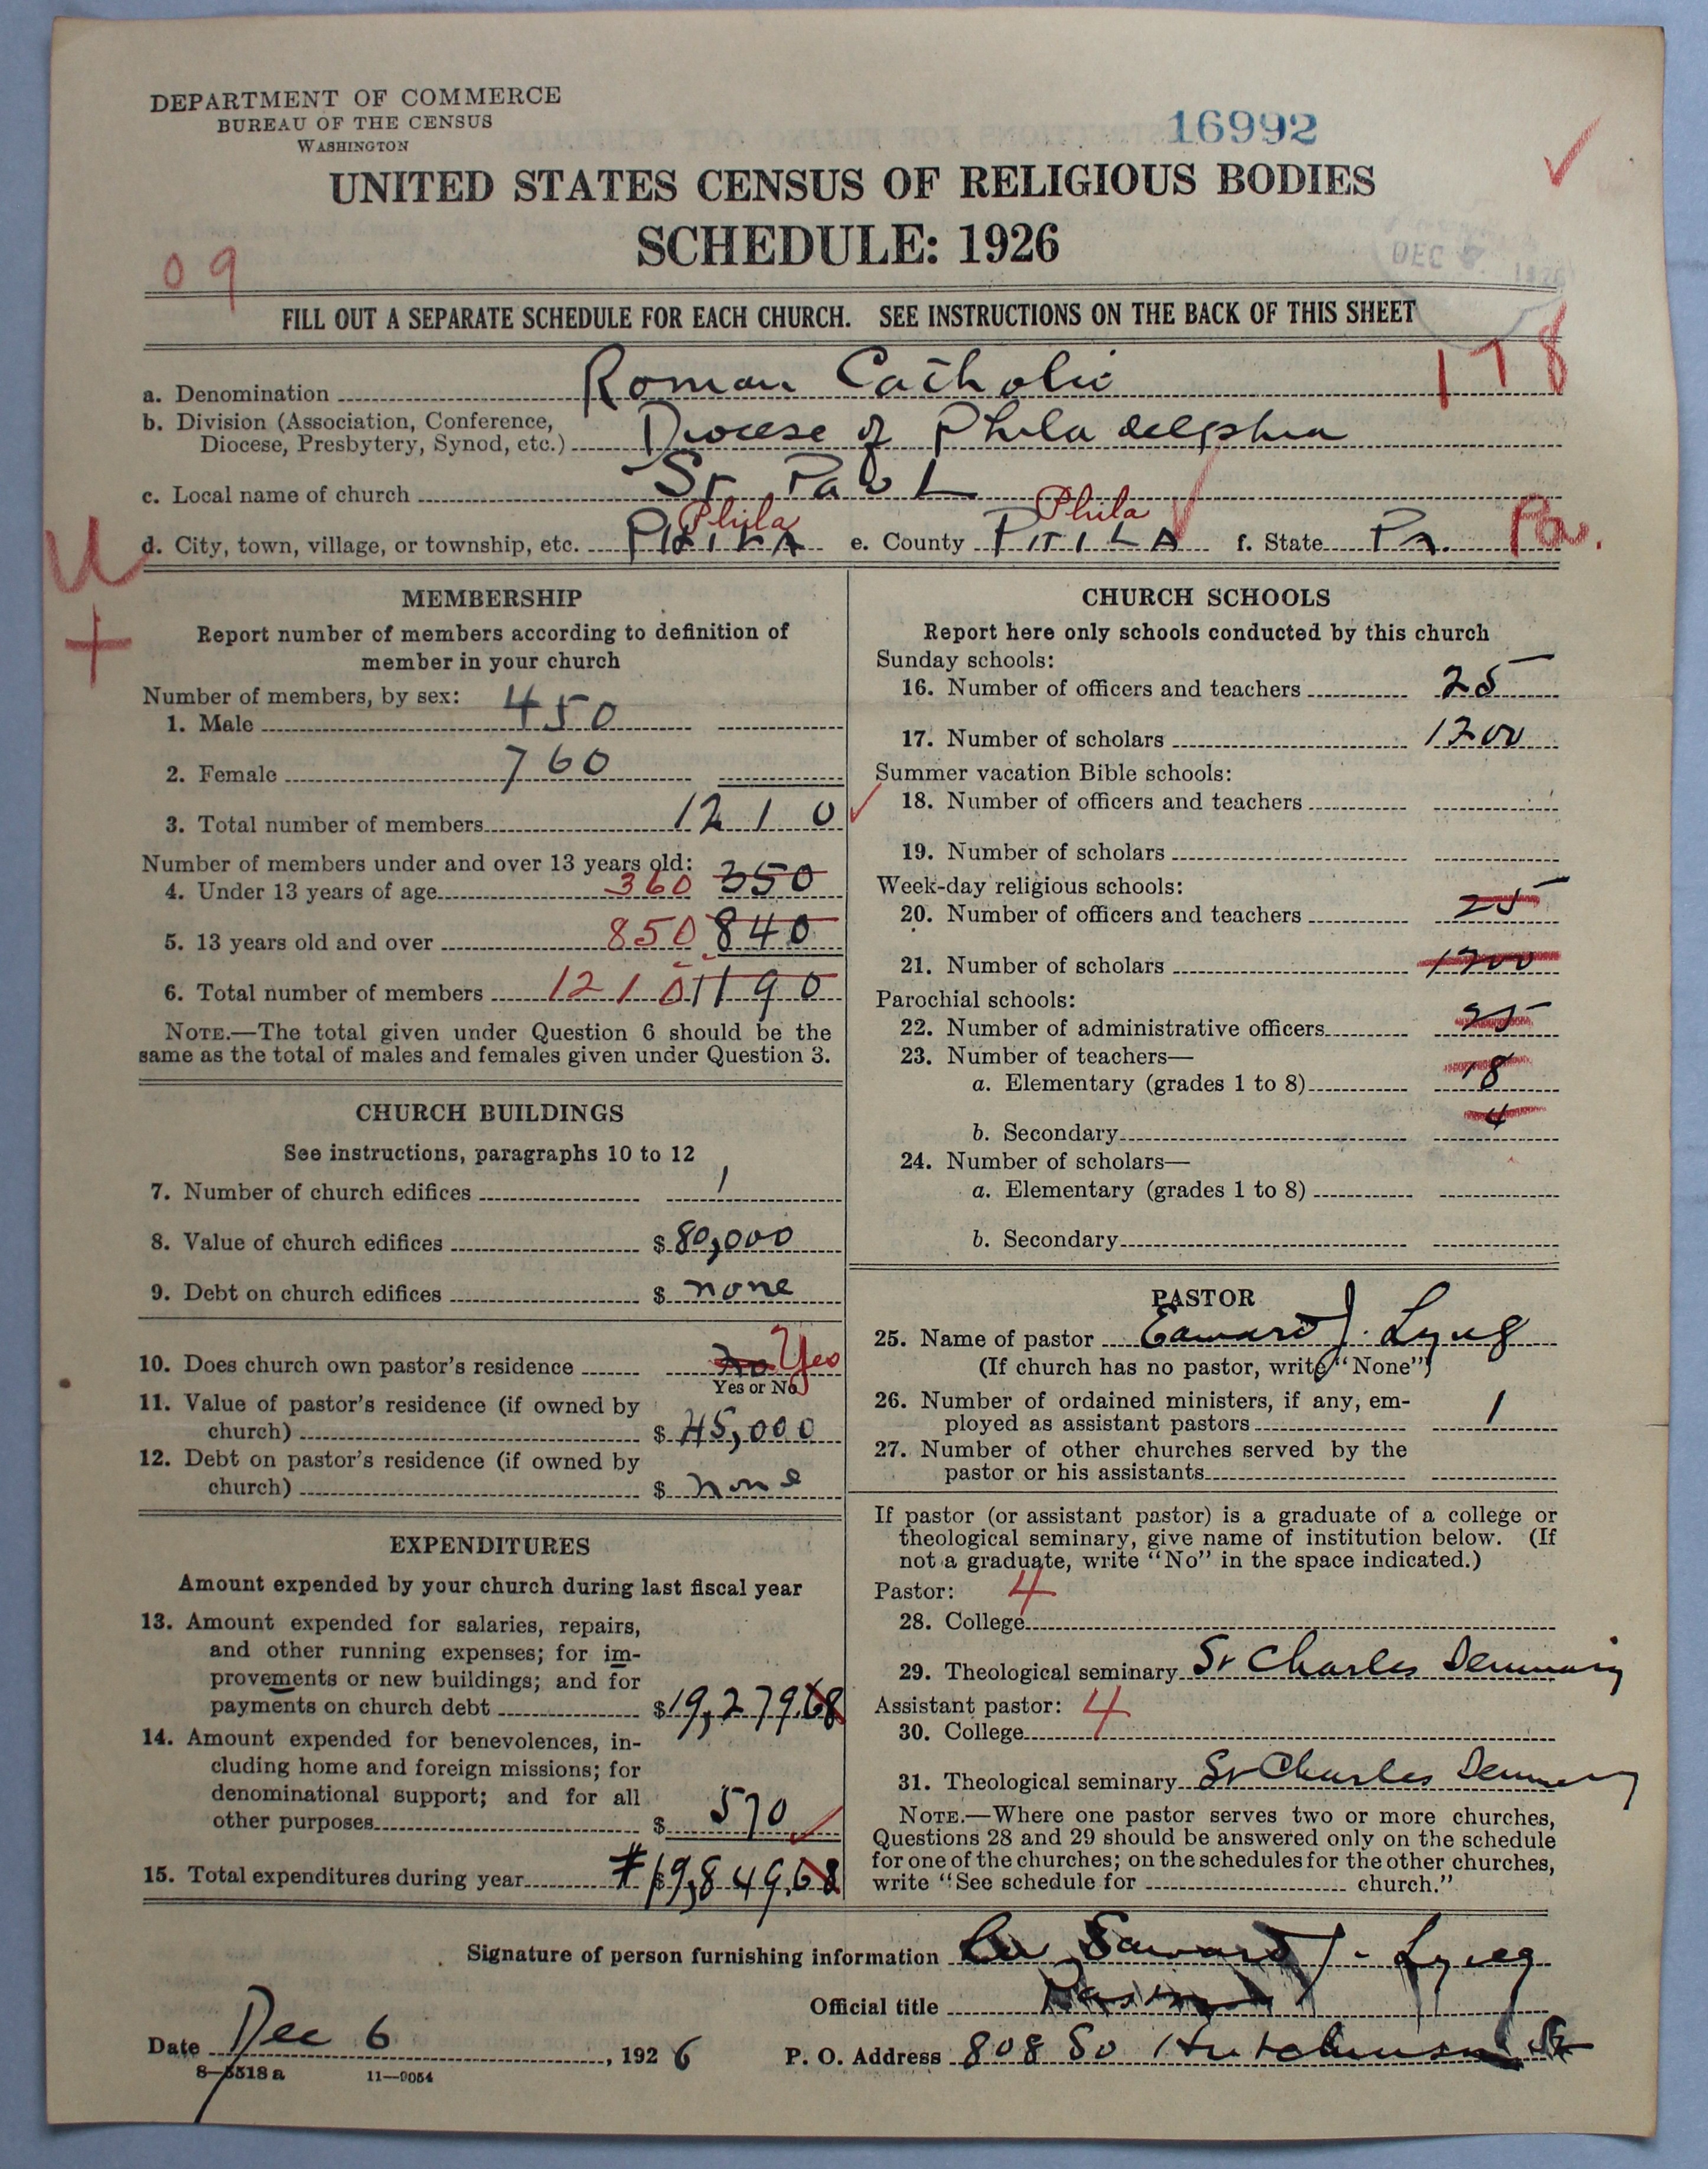 DEPARTMENT OF COMMERCE
BUREAU OF THE CENSUS
WASHINGTON
16992
UNITED STATES CENSUS OF RELIGIOUS BODIES
SCHEDULE: 1926
09
DEC 1926
FILL OUT A SEPARATE SCHEDULE FOR EACH CHURCH. SEE INSTRUCTIONS ON THE BACK OF THIS SHEET
a. Denomination Roman Catholic 178
b. Division (Association, Conference,
Diocese, Presbytery, Synod, etc.) Diocese of Philadelphia
c. Local name of church St Paul
d. City, town, village, or township, etc. PHILA Phila e. County PHILA Phila f. State Pa. Pa.
U
+
MEMBERSHIP
Report number of members according to definition of
member in your church
Number of members, by sex:
1. Male 450
2. Female 760
3. Total number of members 1210
Number of members under and over 13 years old:
4. Under 13 years of age 360 350
5. 13 years old and over 850 840
6. Total number of members 1210 1190
NOTE.—The total given under Question 6 should be the
same as the total of males and females given under Question 3.
CHURCH BUILDINGS
See instructions, paragraphs 10 to 12
7. Number of church edifices 1
8. Value of church edifices $ 80,000
9. Debt on church edifices $ none
10. Does church own pastor's residence No Yes
Yes or No
11. Value of pastor's residence (if owned by
church) $ 45,000
12. Debt on pastor's residence (if owned by
church) $ none
EXPENDITURES
Amount expended by your church during last fiscal year
13. Amount expended for salaries, repairs,
and other running expenses; for im-
provements or new buildings; and for
payments on church debt $ 19,279.68
14. Amount expended for benevolences, in-
cluding home and foreign missions; for
denominational support; and for all
other purposes $ 570
15. Total expenditures during year $ 19,849.68
CHURCH SCHOOLS
Report here only schools conducted by this church
Sunday schools:
16. Number of officers and teachers 25
17. Number of scholars 1200
Summer vacation Bible schools:
18. Number of officers and teachers
19. Number of scholars
Week-day religious schools:
20. Number of officers and teachers 25
21. Number of scholars 1200
Parochial schools:
22. Number of administrative officers 25
23. Number of teachers—
a. Elementary (grades 1 to 8) 18
b. Secondary 4
24. Number of scholars—
a. Elementary (grades 1 to 8)
b. Secondary
PASTOR
25. Name of pastor Edward J. Lyng
(If church has no pastor, write "None")
26. Number of ordained ministers, if any, em-
ployed as assistant pastors 1
27. Number of other churches served by the
pastor or his assistants
If pastor (or assistant pastor) is a graduate of a college or
theological seminary, give name of institution below. (If
not a graduate, write "No" in the space indicated.)
Pastor: 4
28. College
29. Theological seminary St Charles Seminary
Assistant pastor: 4
30. College
31. Theological seminary St Charles Seminary
NOTE.—Where one pastor serves two or more churches,
Questions 28 and 29 should be answered only on the schedule
for one of the churches; on the schedules for the other churches,
write "See schedule for church."
Signature of person furnishing information Edward J. Lyng
Official title
Date Dec 6, 1926 P. O. Address 808 So Hutchinson St
8—5518a 11—9054